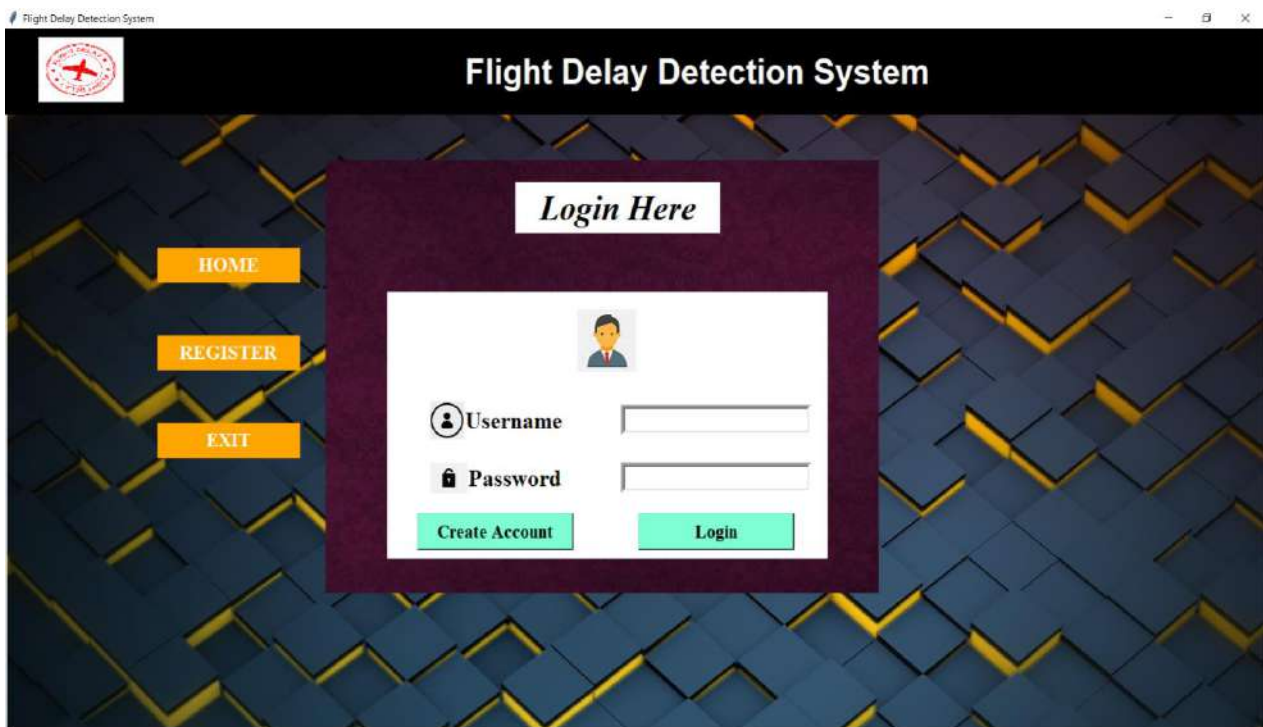 Flight Delay Detection System
Flight Delay Detection System
Login Here
HOME
REGISTER
EXIT
Username
Password
Create Account
Login